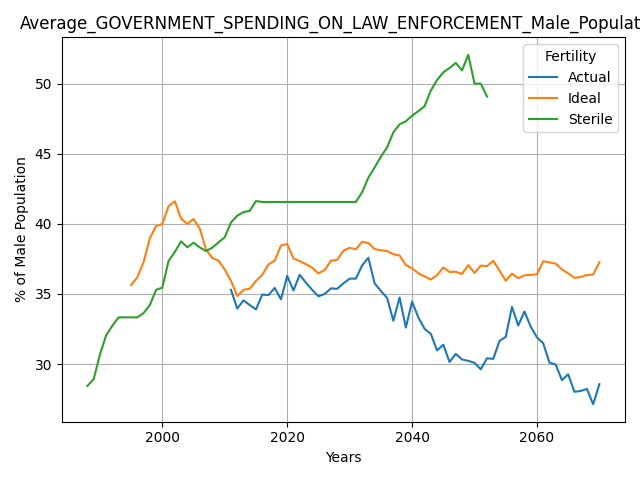 Average_GOVERNMENT_SPENDING_ON_LAW_ENFORCEMENT_Male_Populat
Fertility
Actual
Ideal
Sterile
% of Male Population
50
45
40
35
30
2000
2020
2040
2060
Years